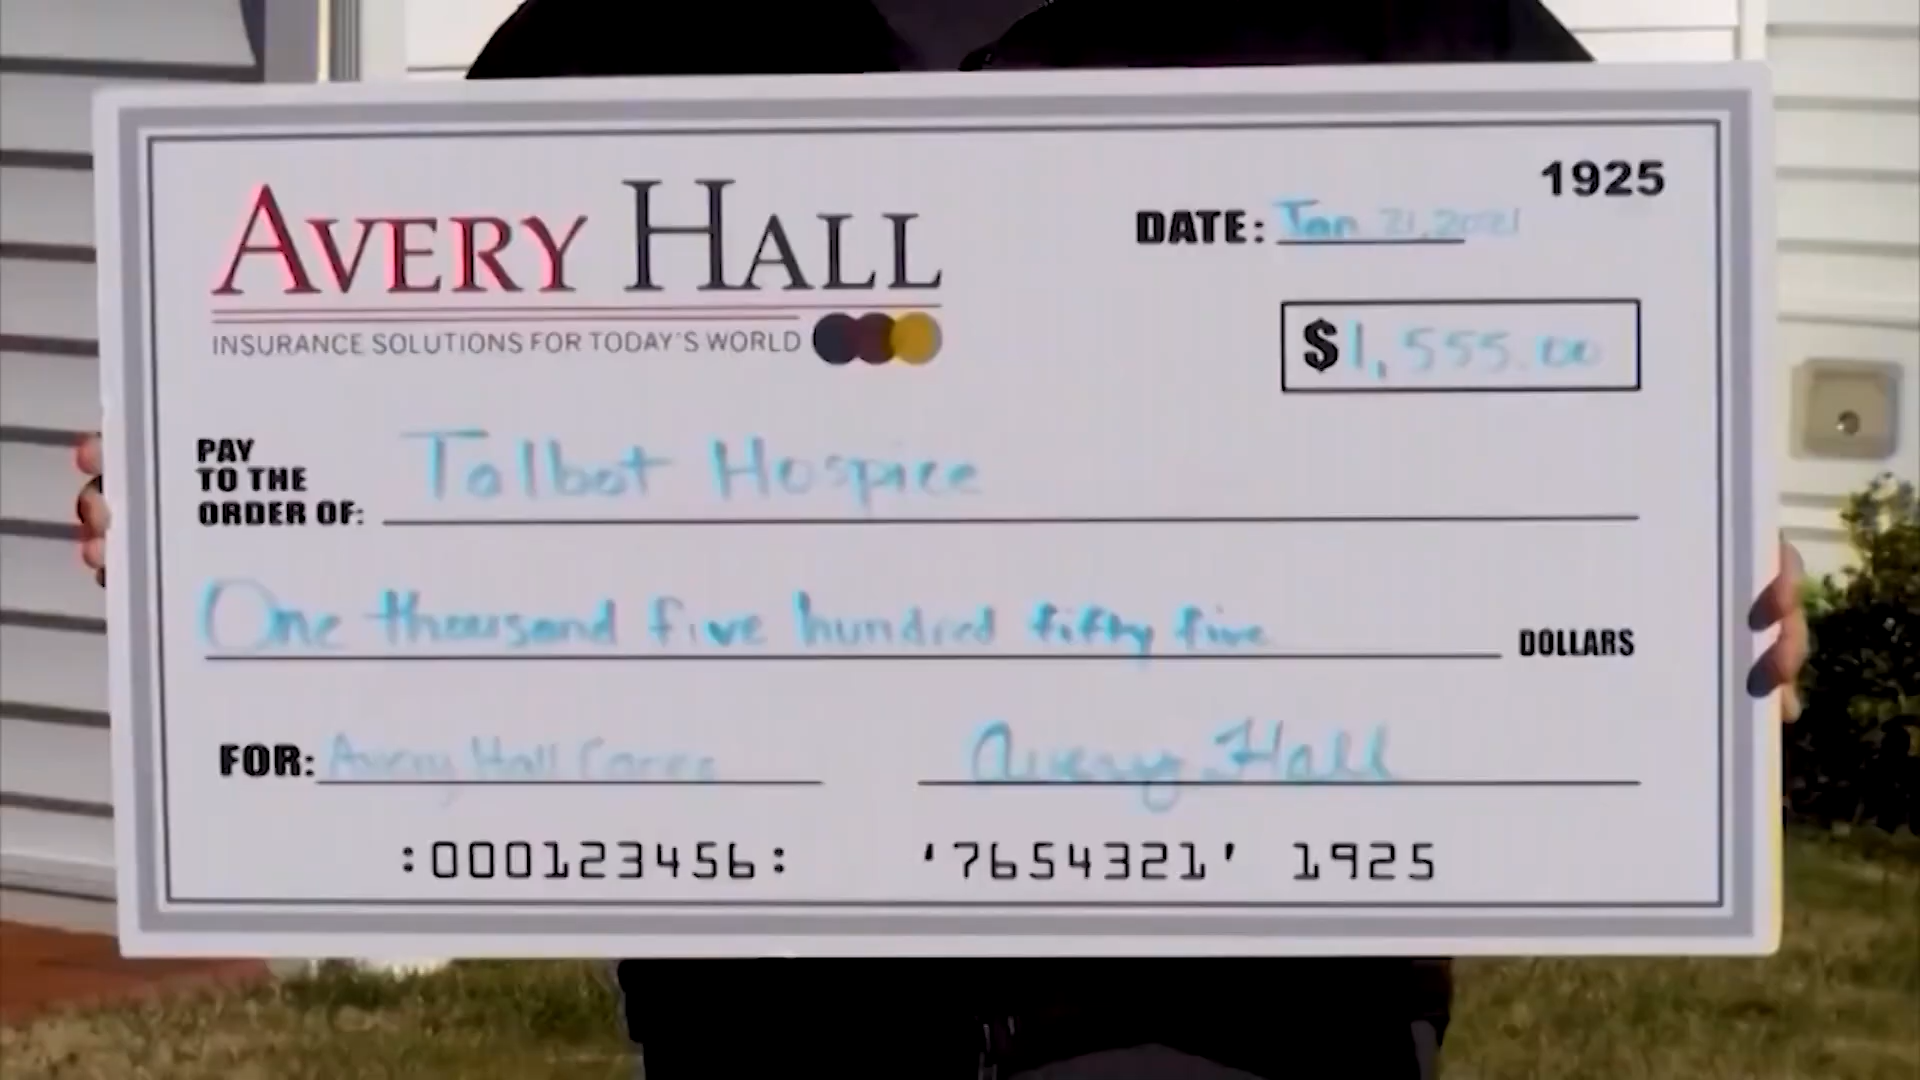 1925
AVERY HALL
DATE: Jan 21, 2021
INSURANCE SOLUTIONS FOR TODAY'S WORLD
$1,555.00
PAY
TO THE
ORDER OF: Talbot Hospice
One thousand five hundred fifty five DOLLARS
FOR: Avery Hall Cares Avery Hall
:000123456: '7654321' 1925